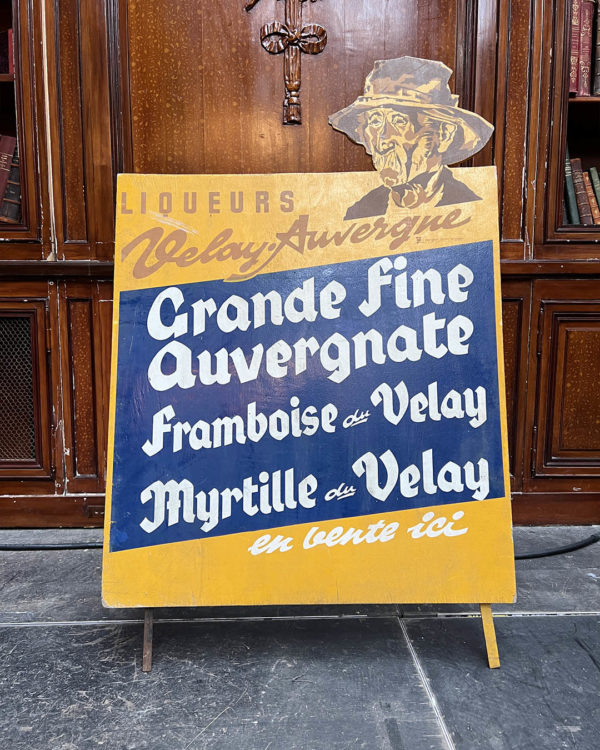 LIQUEURS
Velay-Auvergne
Grande Fine
Auvergnate
Framboise du Velay
Myrtille du Velay
en vente ici